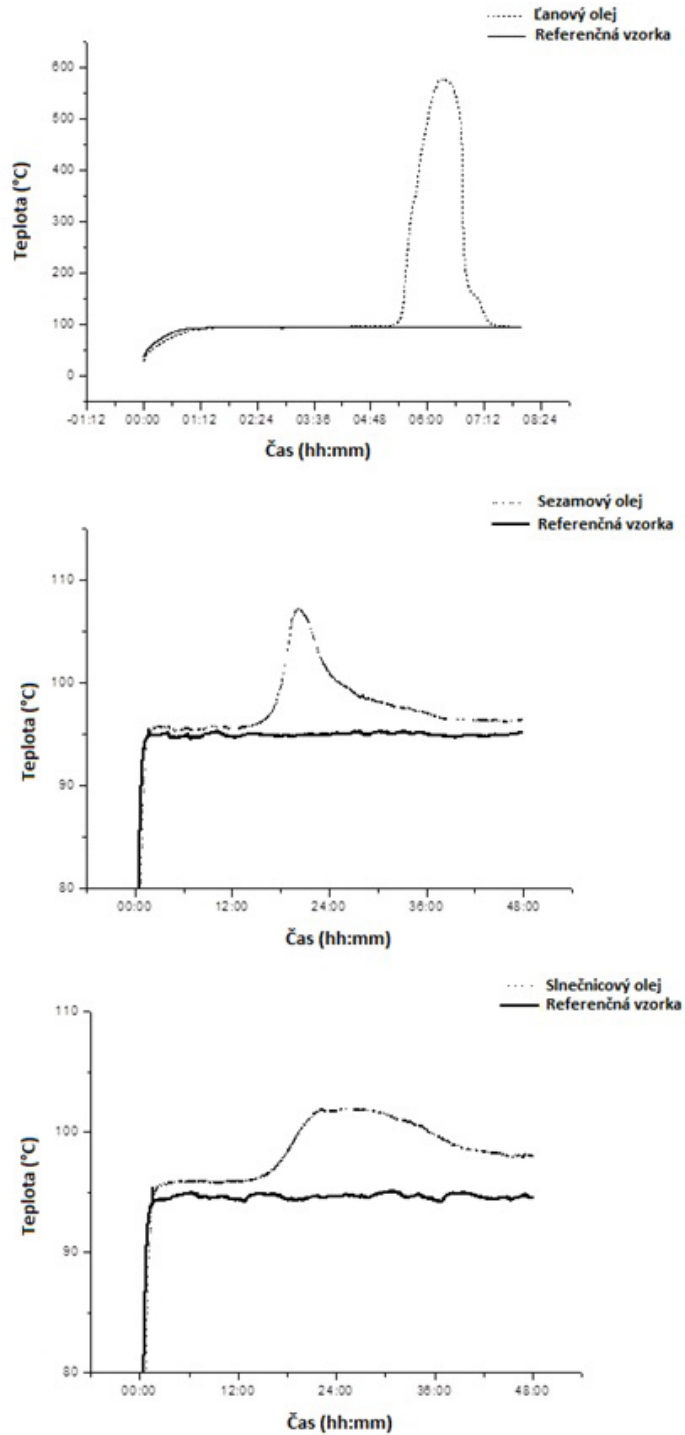 Ľanový olej
Referenčná vzorka
600
500
400
300
200
100
0
Teplota (°C)
-01:12 00:00 01:12 02:24 03:36 04:48 06:00 07:12 08:24
Čas (hh:mm)
Sezamový olej
Referenčná vzorka
110
100
90
80
Teplota (°C)
00:00 12:00 24:00 36:00 48:00
Čas (hh:mm)
Slnečnicový olej
Referenčná vzorka
110
100
90
80
Teplota (°C)
00:00 12:00 24:00 36:00 48:00
Čas (hh:mm)